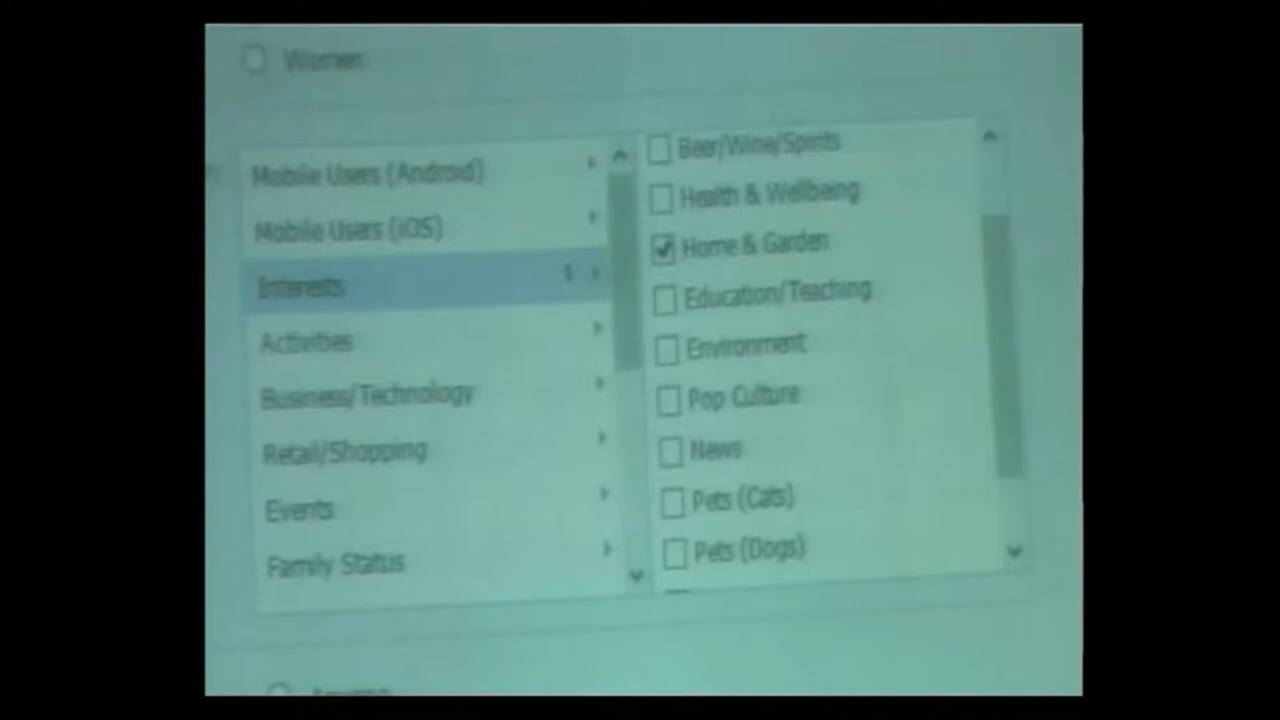 Women
Mobile Users (Android)
Mobile Users (iOS)
Interests 1
Activities
Business/Technology
Retail/Shopping
Events
Family Status
Beer/Wine/Spirits
Health & Wellbeing
Home & Garden
Education/Teaching
Environment
Pop Culture
News
Pets (Cats)
Pets (Dogs)